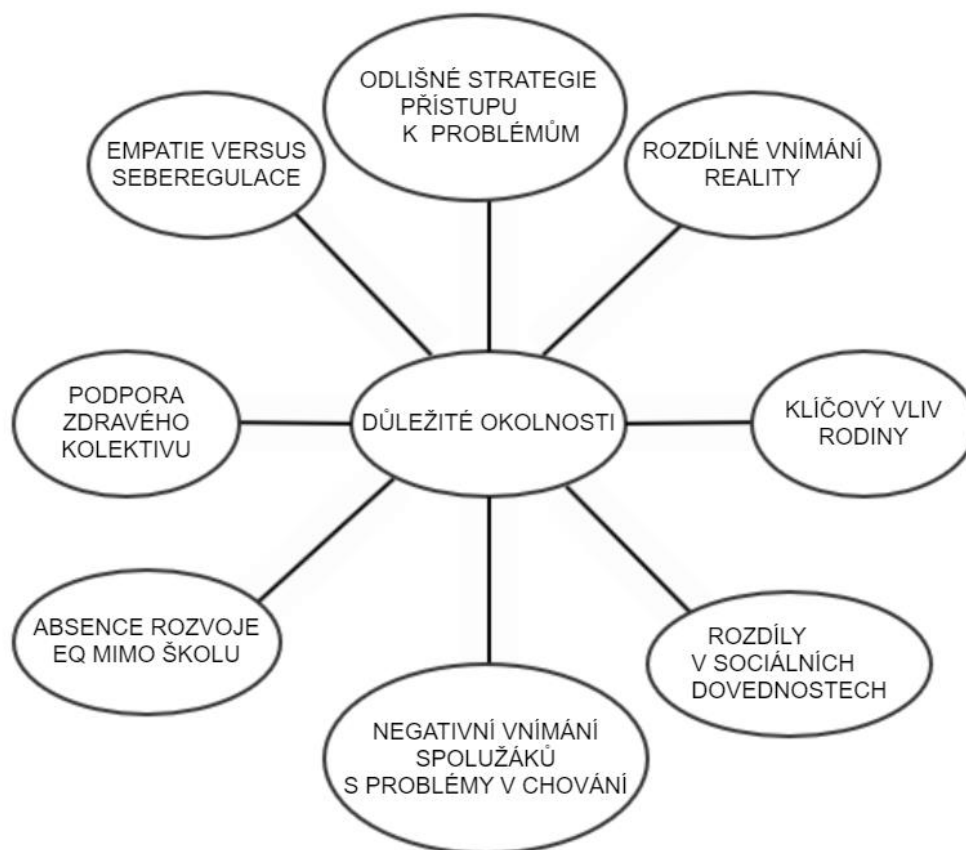 ODLIŠNÉ STRATEGIE
PŘÍSTUPU
K PROBLÉMŮM
EMPATIE VERSUS
SEBEREGULACE
ROZDÍLNÉ VNÍMÁNÍ
REALITY
PODPORA
ZDRAVÉHO
KOLEKTIVU
DŮLEŽITÉ OKOLNOSTI
KLÍČOVÝ VLIV
RODINY
ABSENCE ROZVOJE
EQ MIMO ŠKOLU
ROZDÍLY
V SOCIÁLNÍCH
DOVEDNOSTECH
NEGATIVNÍ VNÍMÁNÍ
SPOLUŽÁKŮ
S PROBLÉMY V CHOVÁNÍ